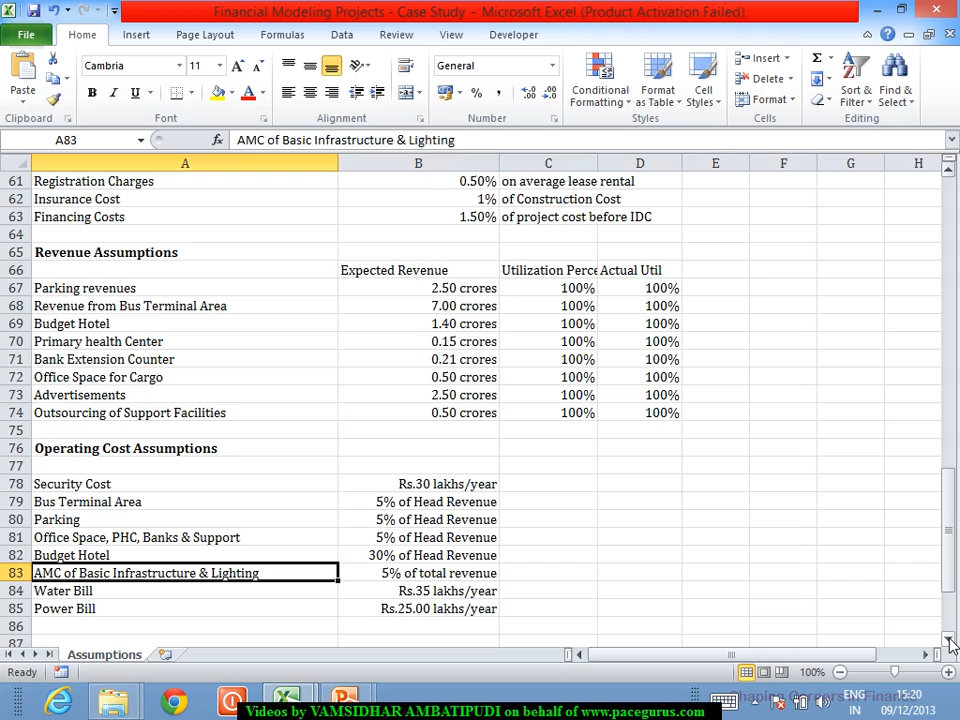 Financial Modeling Projects - Case Study - Microsoft Excel (Product Activation Failed)
File Home Insert Page Layout Formulas Data Review View Developer
Paste
Cambria 11
General
Conditional Formatting
Format as Table
Cell Styles
Insert
Delete
Format
Sort & Filter
Find & Select
Clipboard Font Alignment Number Styles Cells Editing
A83 fx AMC of Basic Infrastructure & Lighting
A B C D E F G H
61 Registration Charges 0.50% on average lease rental
62 Insurance Cost 1% of Construction Cost
63 Financing Costs 1.50% of project cost before IDC
64
65 Revenue Assumptions
66 Expected Revenue Utilization Perce Actual Util
67 Parking revenues 2.50 crores 100% 100%
68 Revenue from Bus Terminal Area 7.00 crores 100% 100%
69 Budget Hotel 1.40 crores 100% 100%
70 Primary health Center 0.15 crores 100% 100%
71 Bank Extension Counter 0.21 crores 100% 100%
72 Office Space for Cargo 0.50 crores 100% 100%
73 Advertisements 2.50 crores 100% 100%
74 Outsourcing of Support Facilities 0.50 crores 100% 100%
75
76 Operating Cost Assumptions
77
78 Security Cost Rs.30 lakhs/year
79 Bus Terminal Area 5% of Head Revenue
80 Parking 5% of Head Revenue
81 Office Space, PHC, Banks & Support 5% of Head Revenue
82 Budget Hotel 30% of Head Revenue
83 AMC of Basic Infrastructure & Lighting 5% of total revenue
84 Water Bill Rs.35 lakhs/year
85 Power Bill Rs.25.00 lakhs/year
86
87
Assumptions
Ready 100%
Shaping Careers in Finance
ENG 15:20
IN 09/12/2013
Videos by VAMSIDHAR AMBATIPUDI on behalf of www.pacegurus.com